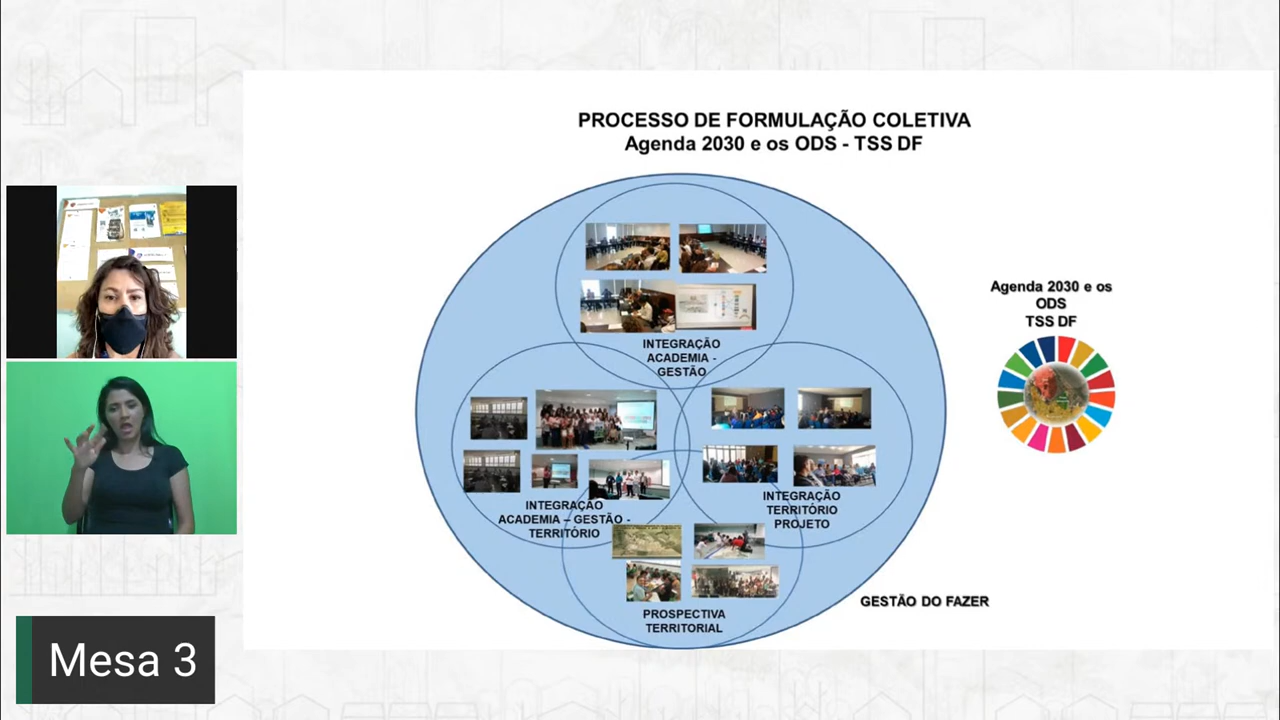 PROCESSO DE FORMULAÇÃO COLETIVA
Agenda 2030 e os ODS - TSS DF
INTEGRAÇÃO
ACADEMIA -
GESTÃO
Agenda 2030 e os
ODS
TSS DF
INTEGRAÇÃO
ACADEMIA – GESTÃO -
TERRITÓRIO
INTEGRAÇÃO
TERRITÓRIO
PROJETO
PROSPECTIVA
TERRITORIAL
GESTÃO DO FAZER
Mesa 3